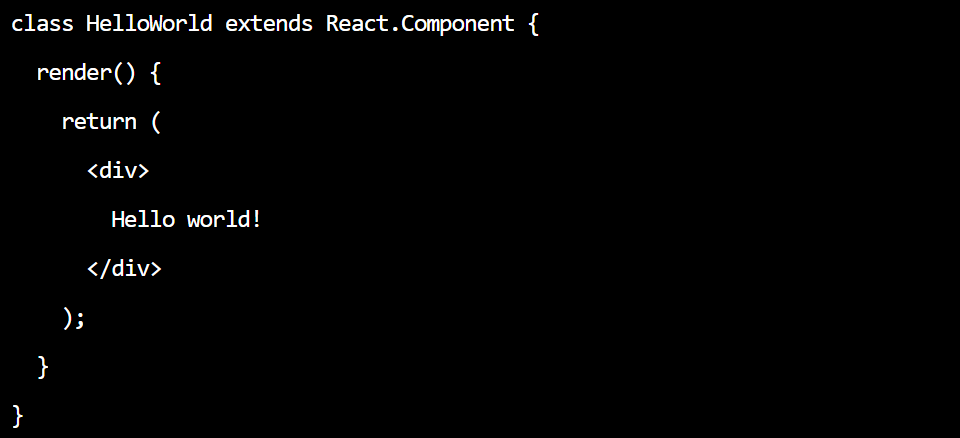 class HelloWorld extends React.Component {
  render() {
    return (
      <div>
        Hello world!
      </div>
    );
  }
}